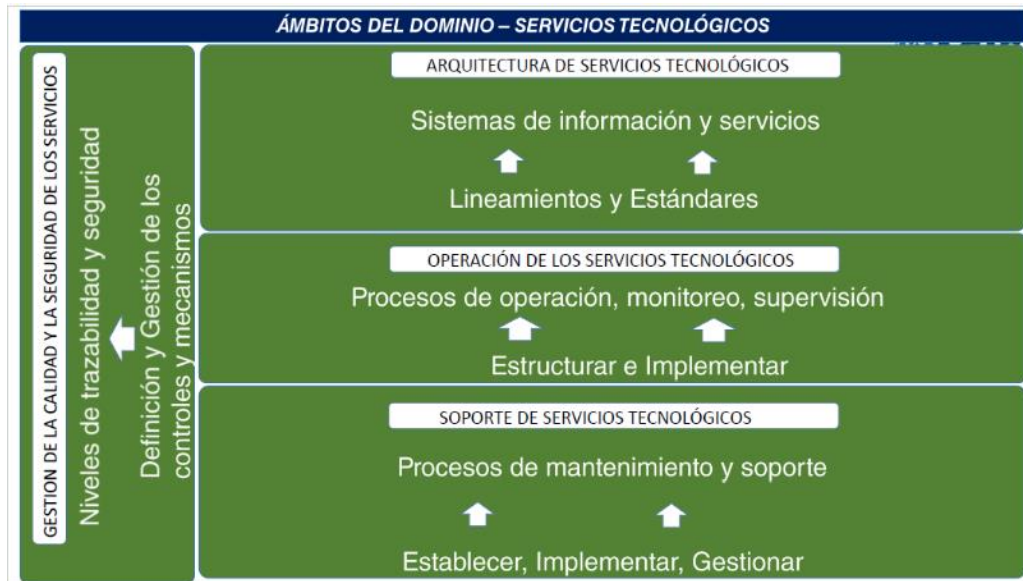 ÁMBITOS DEL DOMINIO – SERVICIOS TECNOLÓGICOS
GESTION DE LA CALIDAD Y LA SEGURIDAD DE LOS SERVICIOS
Niveles de trazabilidad y seguridad
Definición y Gestión de los
controles y mecanismos
ARQUITECTURA DE SERVICIOS TECNOLÓGICOS
Sistemas de información y servicios
Lineamientos y Estándares
OPERACIÓN DE LOS SERVICIOS TECNOLÓGICOS
Procesos de operación, monitoreo, supervisión
Estructurar e Implementar
SOPORTE DE SERVICIOS TECNOLÓGICOS
Procesos de mantenimiento y soporte
Establecer, Implementar, Gestionar